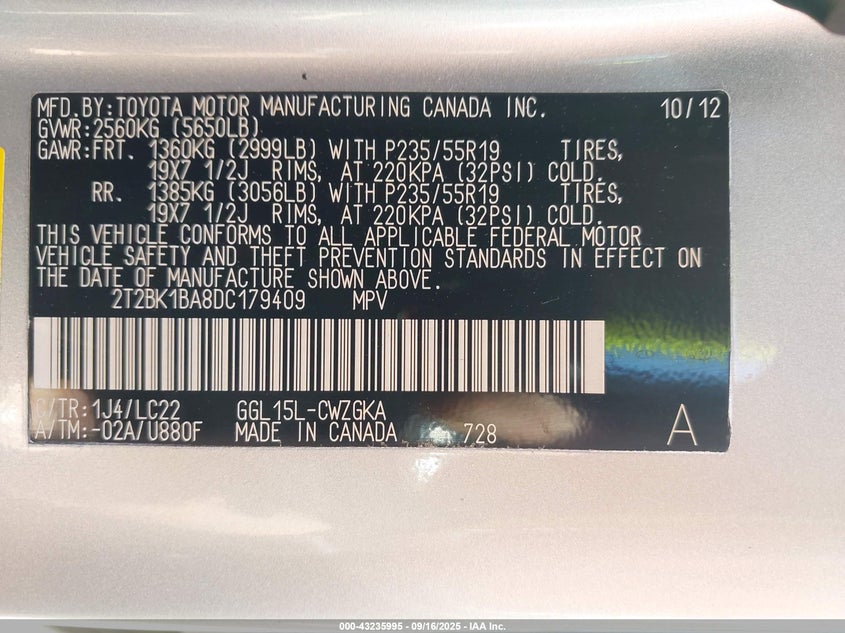 MFD.BY:TOYOTA MOTOR MANUFACTURING CANADA INC. 10/12
GVWR:2560KG (5650LB)
GAWR:FRT. 1360KG (2999LB) WITH P235/55R19 TIRES,
19X7 1/2J RIMS, AT 220KPA (32PSI) COLD.
RR. 1385KG (3056LB) WITH P235/55R19 TIRES,
19X7 1/2J RIMS, AT 220KPA (32PSI) COLD.
THIS VEHICLE CONFORMS TO ALL APPLICABLE FEDERAL MOTOR
VEHICLE SAFETY AND THEFT PREVENTION STANDARDS IN EFFECT ON
THE DATE OF MANUFACTURE SHOWN ABOVE.
2T2BK1BA8DC179409 MPV
C/TR:1J4/LC22 GGL15L-CWZGKA
A/TM:-02A/U880F MADE IN CANADA 728 A
000-43235995 - 09/16/2025 - IAA Inc.